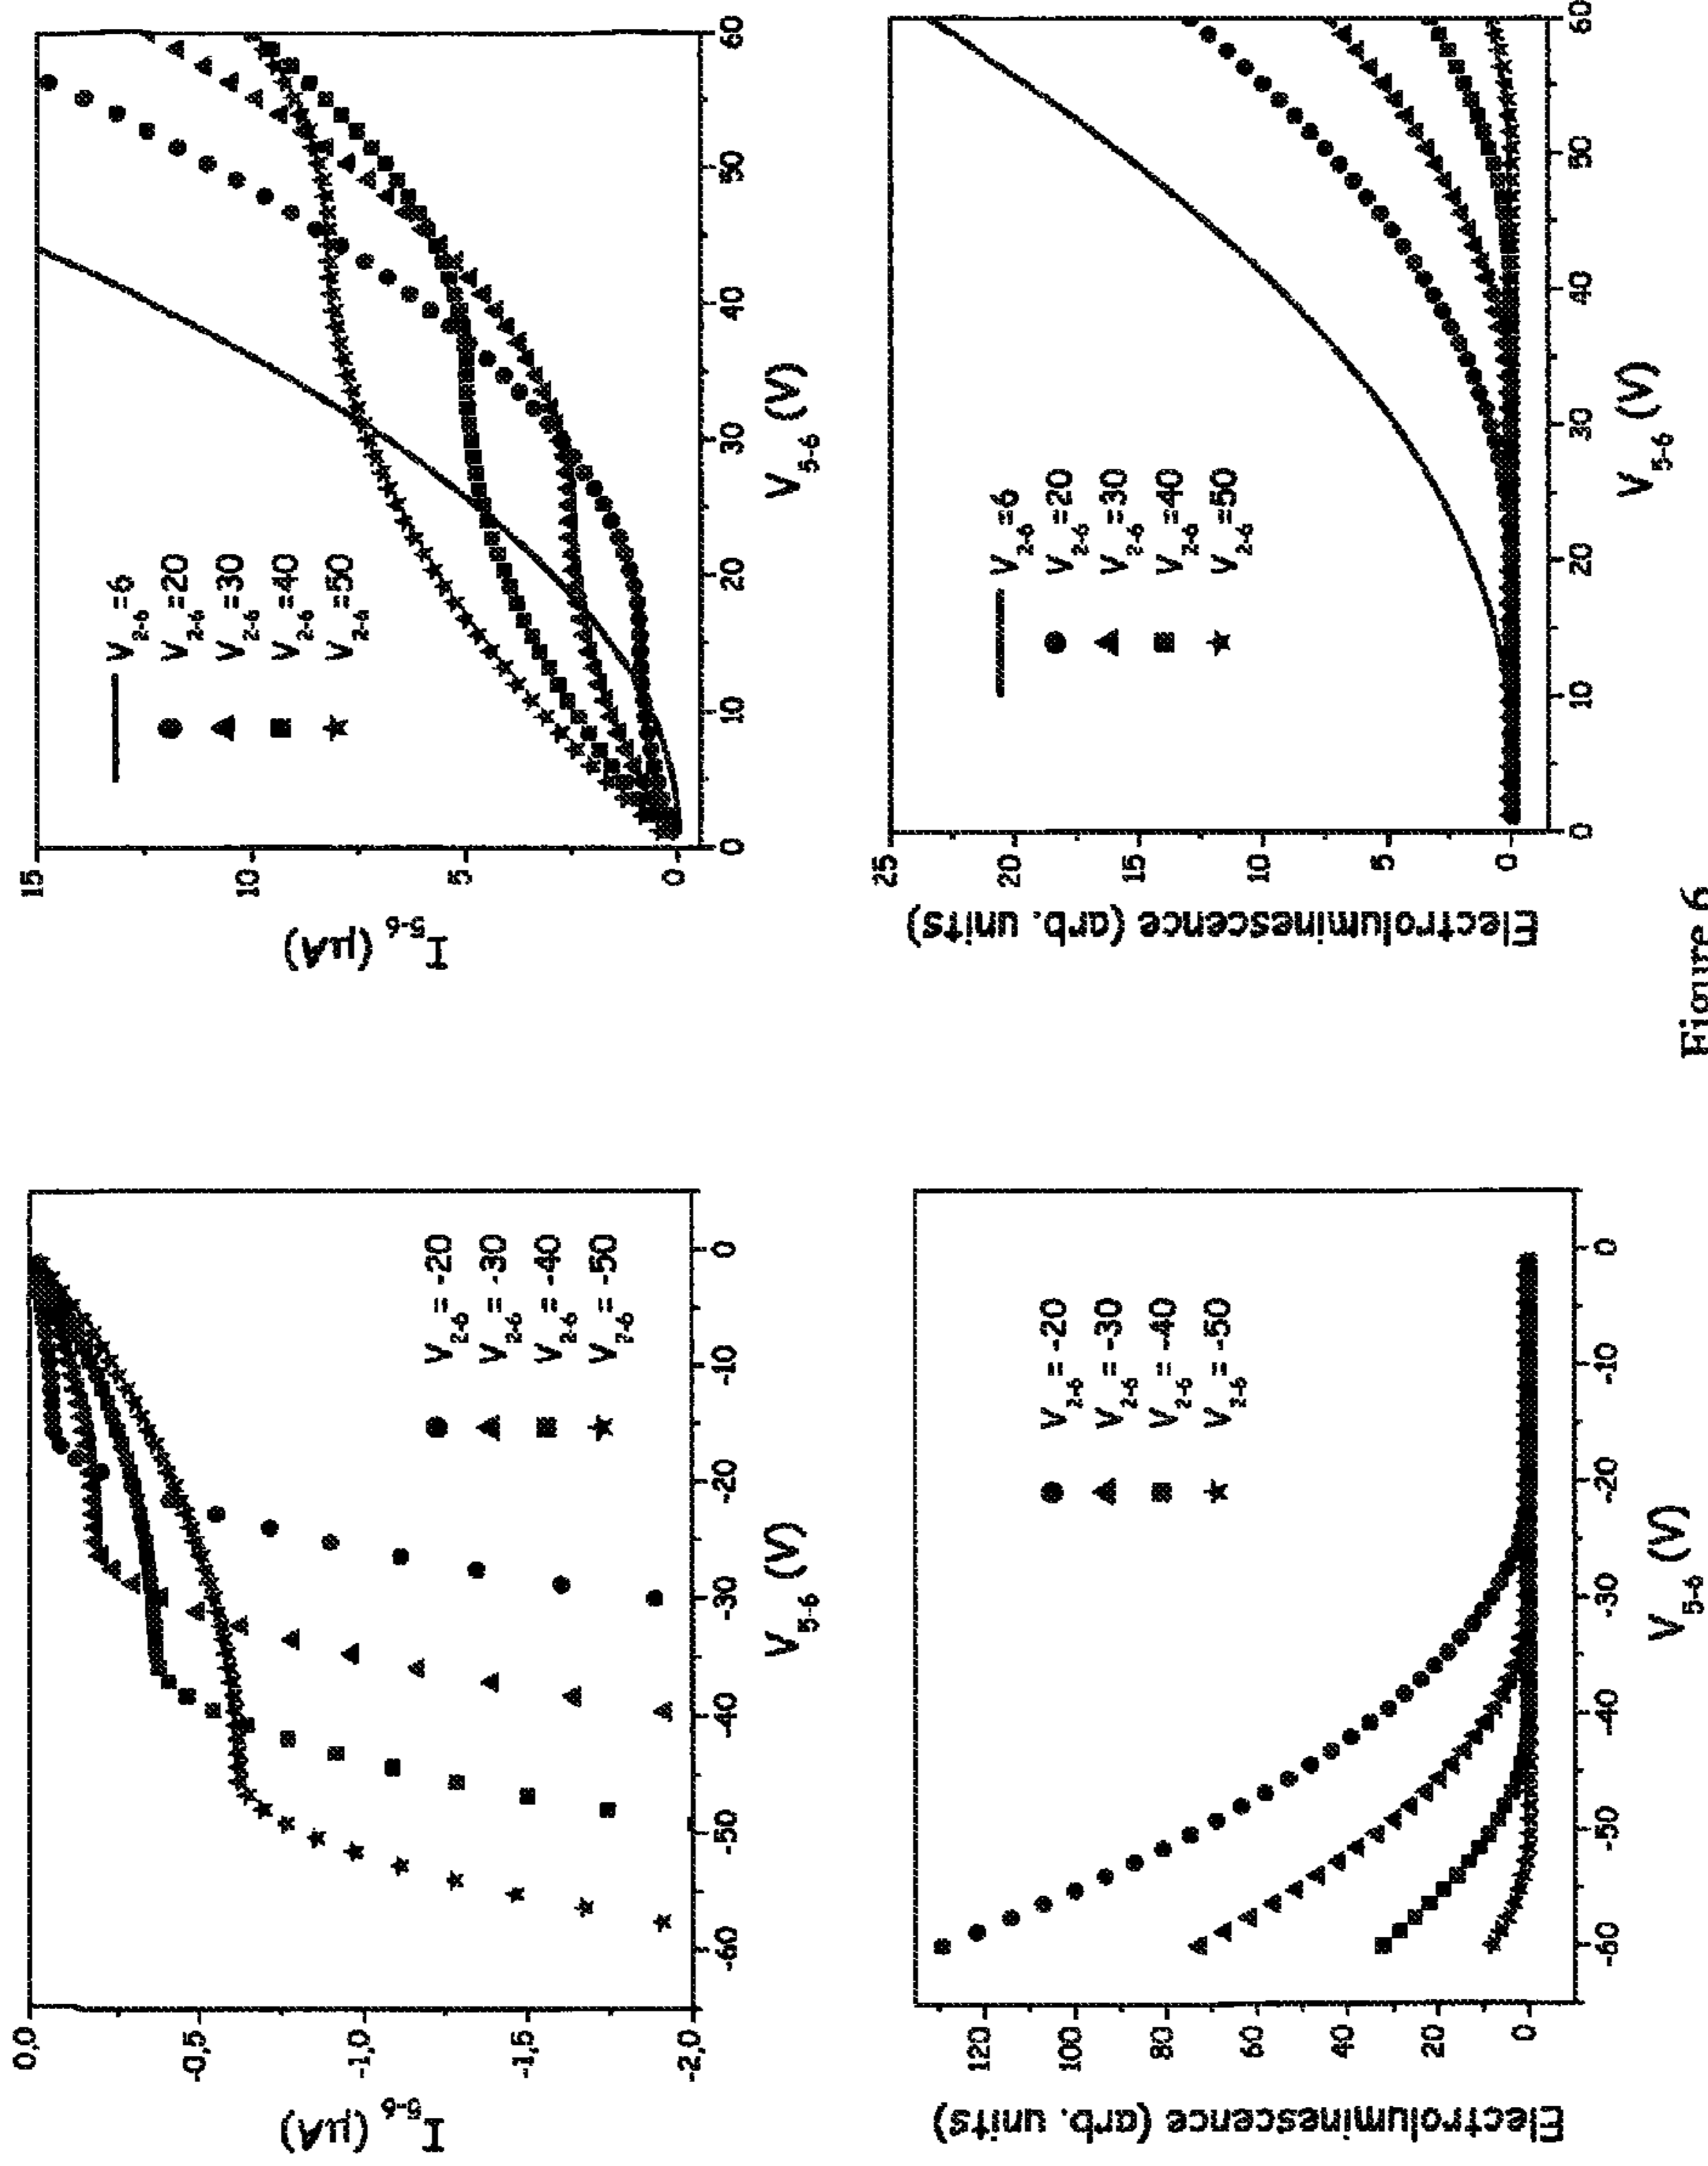 I5-6 (µA)
0,0
-0,5
-1,0
-1,5
-2,0
V2-6= -20
V2-6= -30
V2-6= -40
V2-6= -50
-60
-50
-40
-30
-20
-10
0
V5-6 (V)
I5-6 (µA)
15
10
5
0
V2-6=6
V2-6=20
V2-6=30
V2-6=40
V2-6=50
0
10
20
30
40
50
60
V5-6 (V)
Electroluminescence (arb. units)
120
100
80
60
40
20
0
V2-6= -20
V2-6= -30
V2-6= -40
V2-6= -50
-60
-50
-40
-30
-20
-10
0
V5-6 (V)
Electroluminescence (arb. units)
25
20
15
10
5
0
V2-6=6
V2-6=20
V2-6=30
V2-6=40
V2-6=50
0
10
20
30
40
50
60
V5-6 (V)
Figure 6